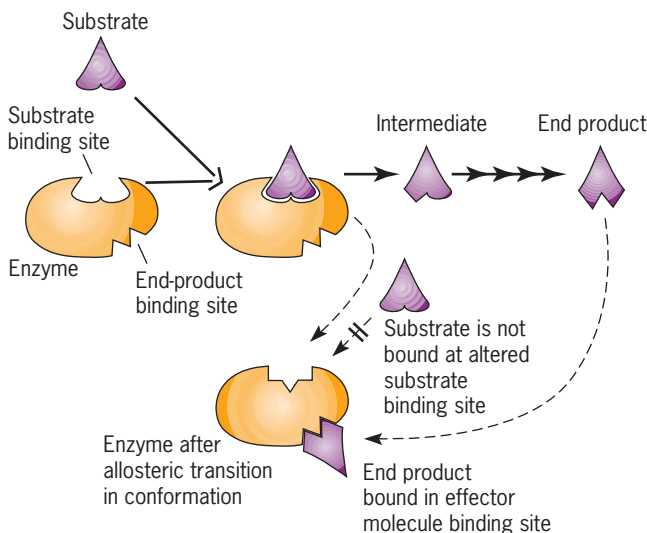 Substrate
Substrate
binding site
Intermediate
End product
Enzyme
End-product
binding site
Substrate is not
bound at altered
substrate
binding site
Enzyme after
allosteric transition
in conformation
End product
bound in effector
molecule binding site